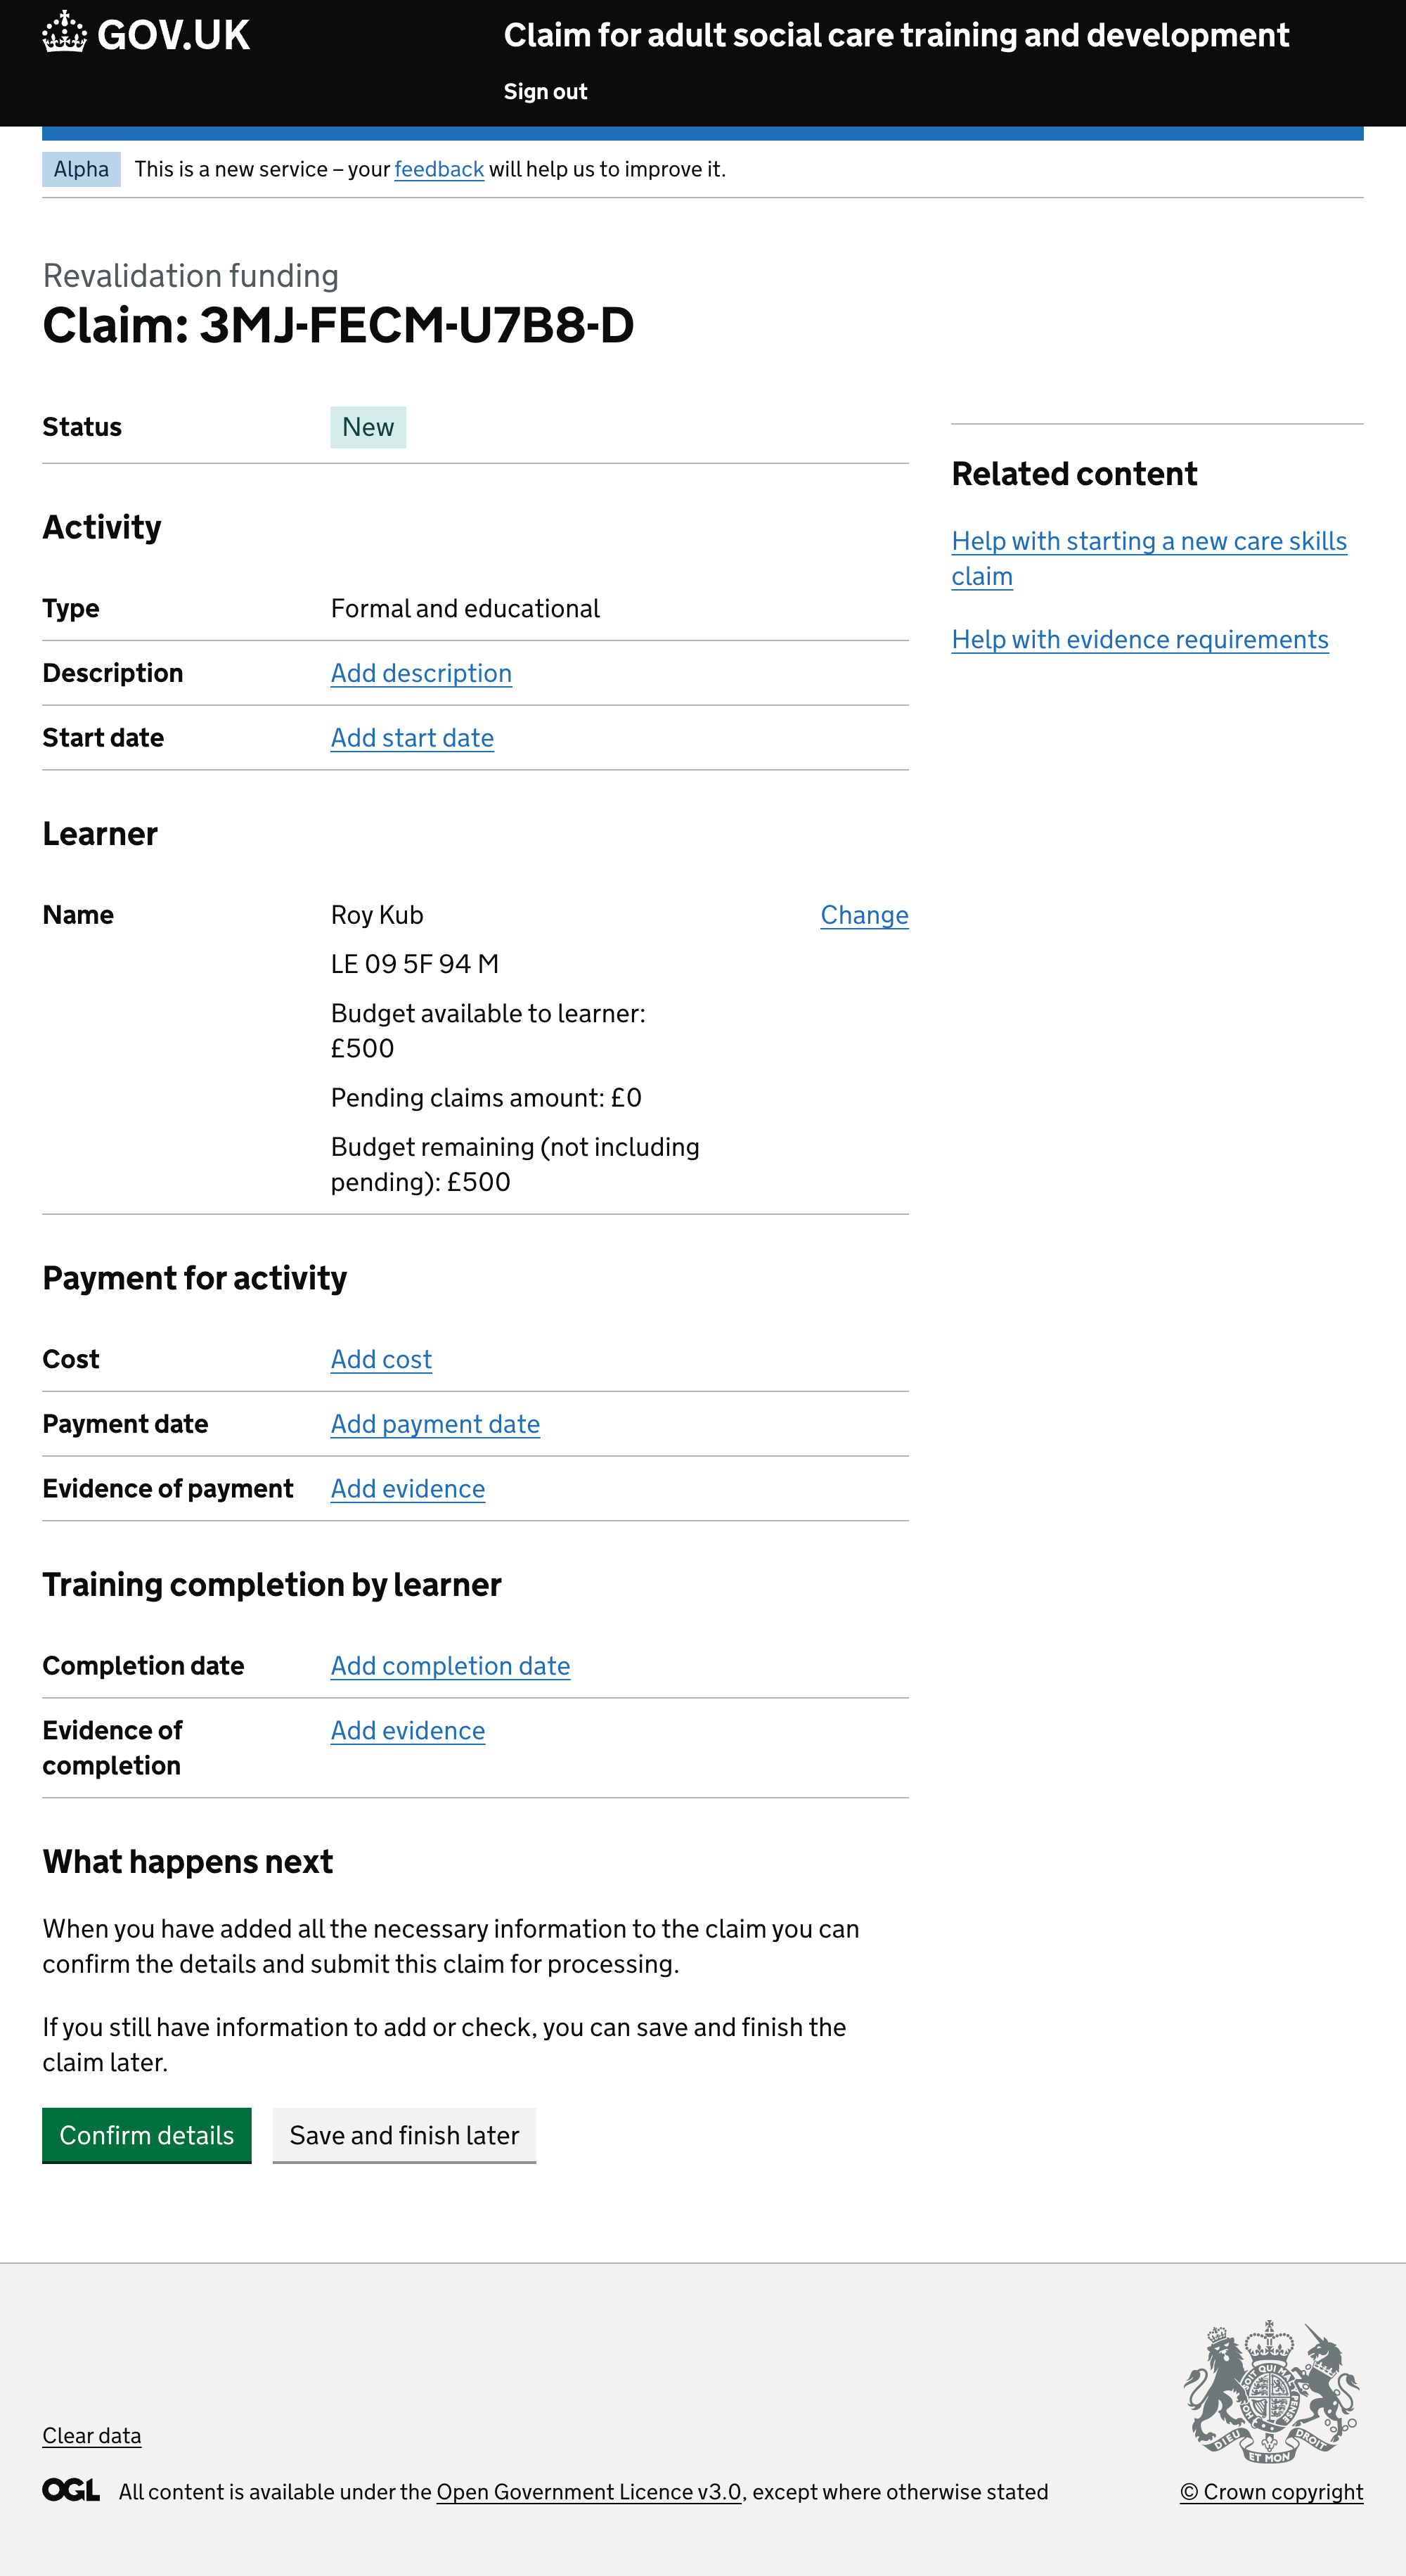 GOV.UK
Claim for adult social care training and development
Sign out
Alpha This is a new service – your feedback will help us to improve it.
Revalidation funding
Claim: 3MJ-FECM-U7B8-D
Status New
Activity
Type Formal and educational
Description Add description
Start date Add start date
Learner
Name Roy Kub Change
LE 09 5F 94 M
Budget available to learner:
£500
Pending claims amount: £0
Budget remaining (not including
pending): £500
Payment for activity
Cost Add cost
Payment date Add payment date
Evidence of payment Add evidence
Training completion by learner
Completion date Add completion date
Evidence of Add evidence
completion
What happens next
When you have added all the necessary information to the claim you can
confirm the details and submit this claim for processing.
If you still have information to add or check, you can save and finish the
claim later.
Confirm details Save and finish later
Related content
Help with starting a new care skills
claim
Help with evidence requirements
Clear data
OGL All content is available under the Open Government Licence v3.0, except where otherwise stated
DIEU ET MON DROIT
© Crown copyright